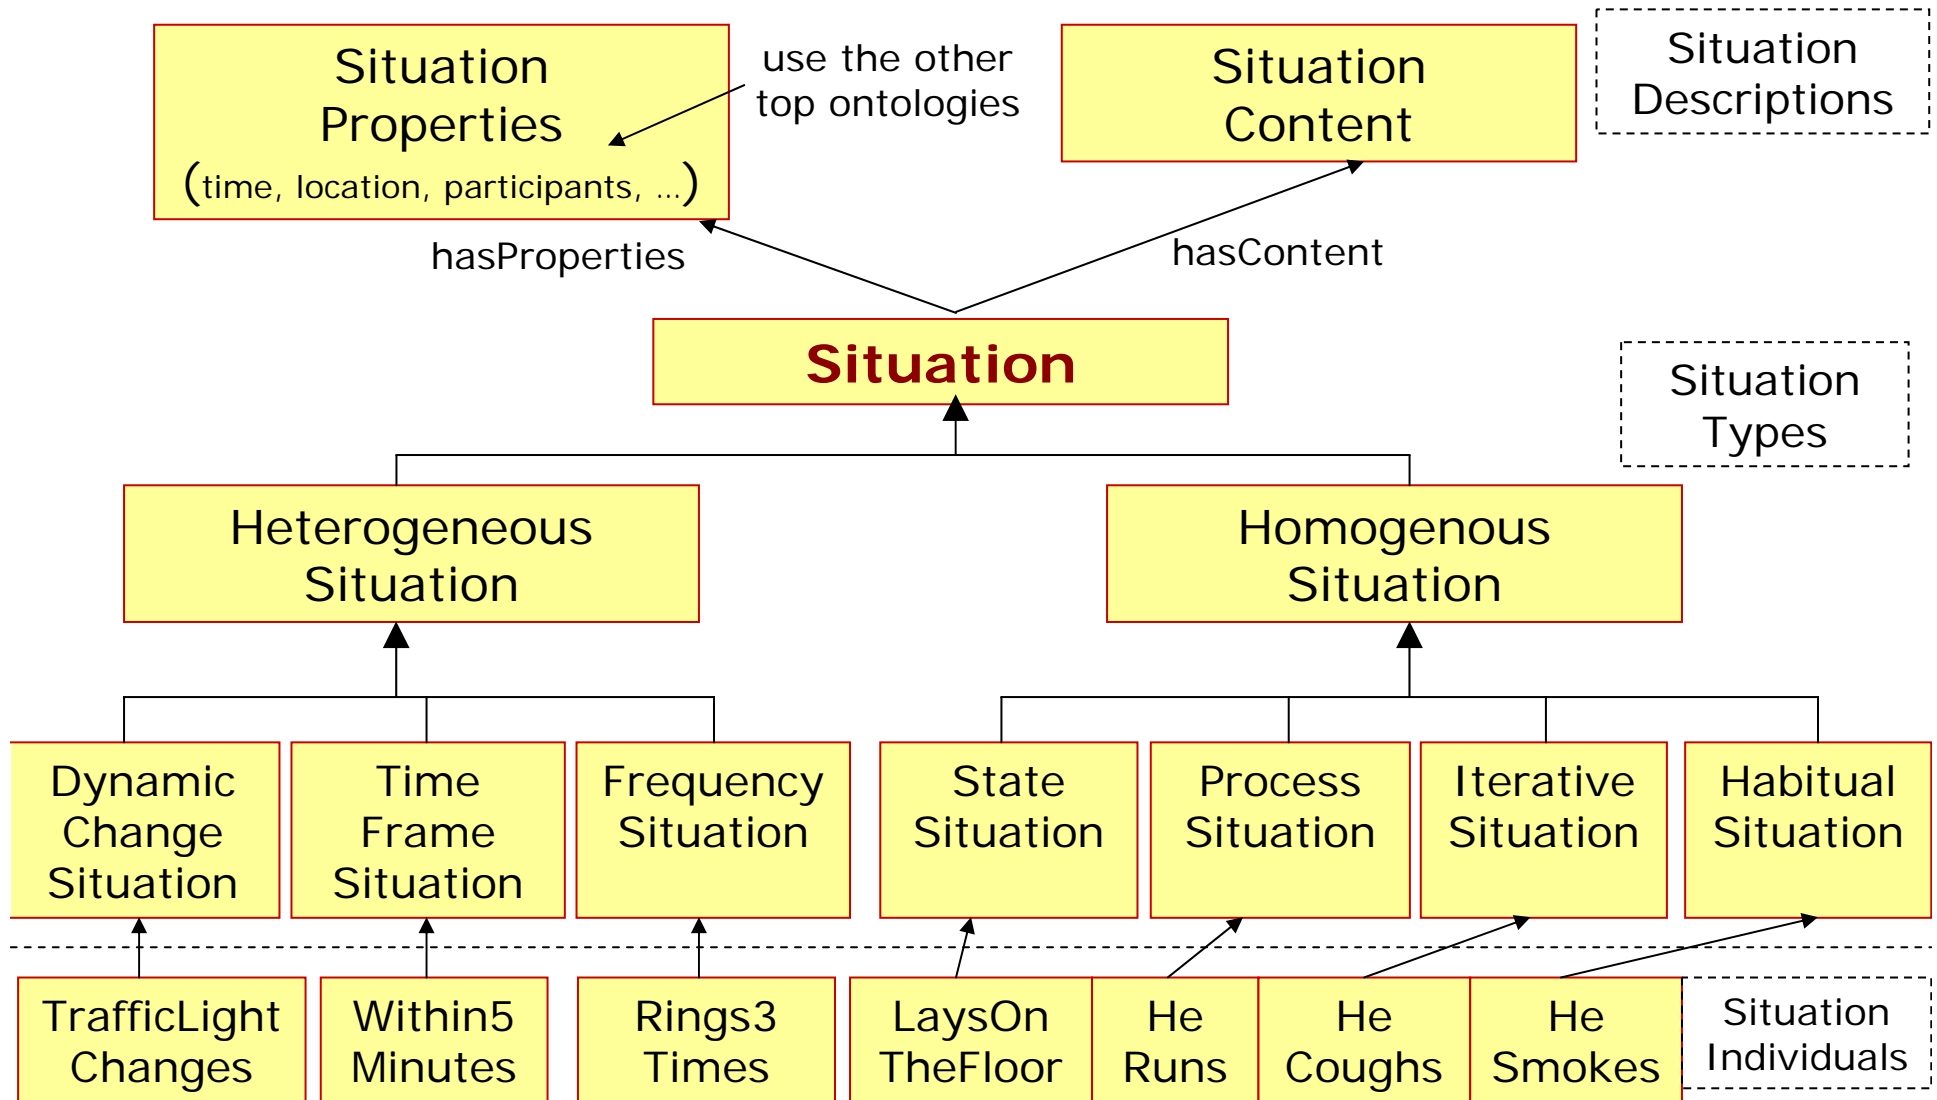 Situation
Properties
(time, location, participants, ...)
use the other
top ontologies
Situation
Content
Situation
Descriptions
hasProperties
hasContent
Situation
Situation
Types
Heterogeneous
Situation
Homogenous
Situation
Dynamic
Change
Situation
Time
Frame
Situation
Frequency
Situation
State
Situation
Process
Situation
Iterative
Situation
Habitual
Situation
TrafficLight
Changes
Within5
Minutes
Rings3
Times
LaysOn
TheFloor
He
Runs
He
Coughs
He
Smokes
Situation
Individuals